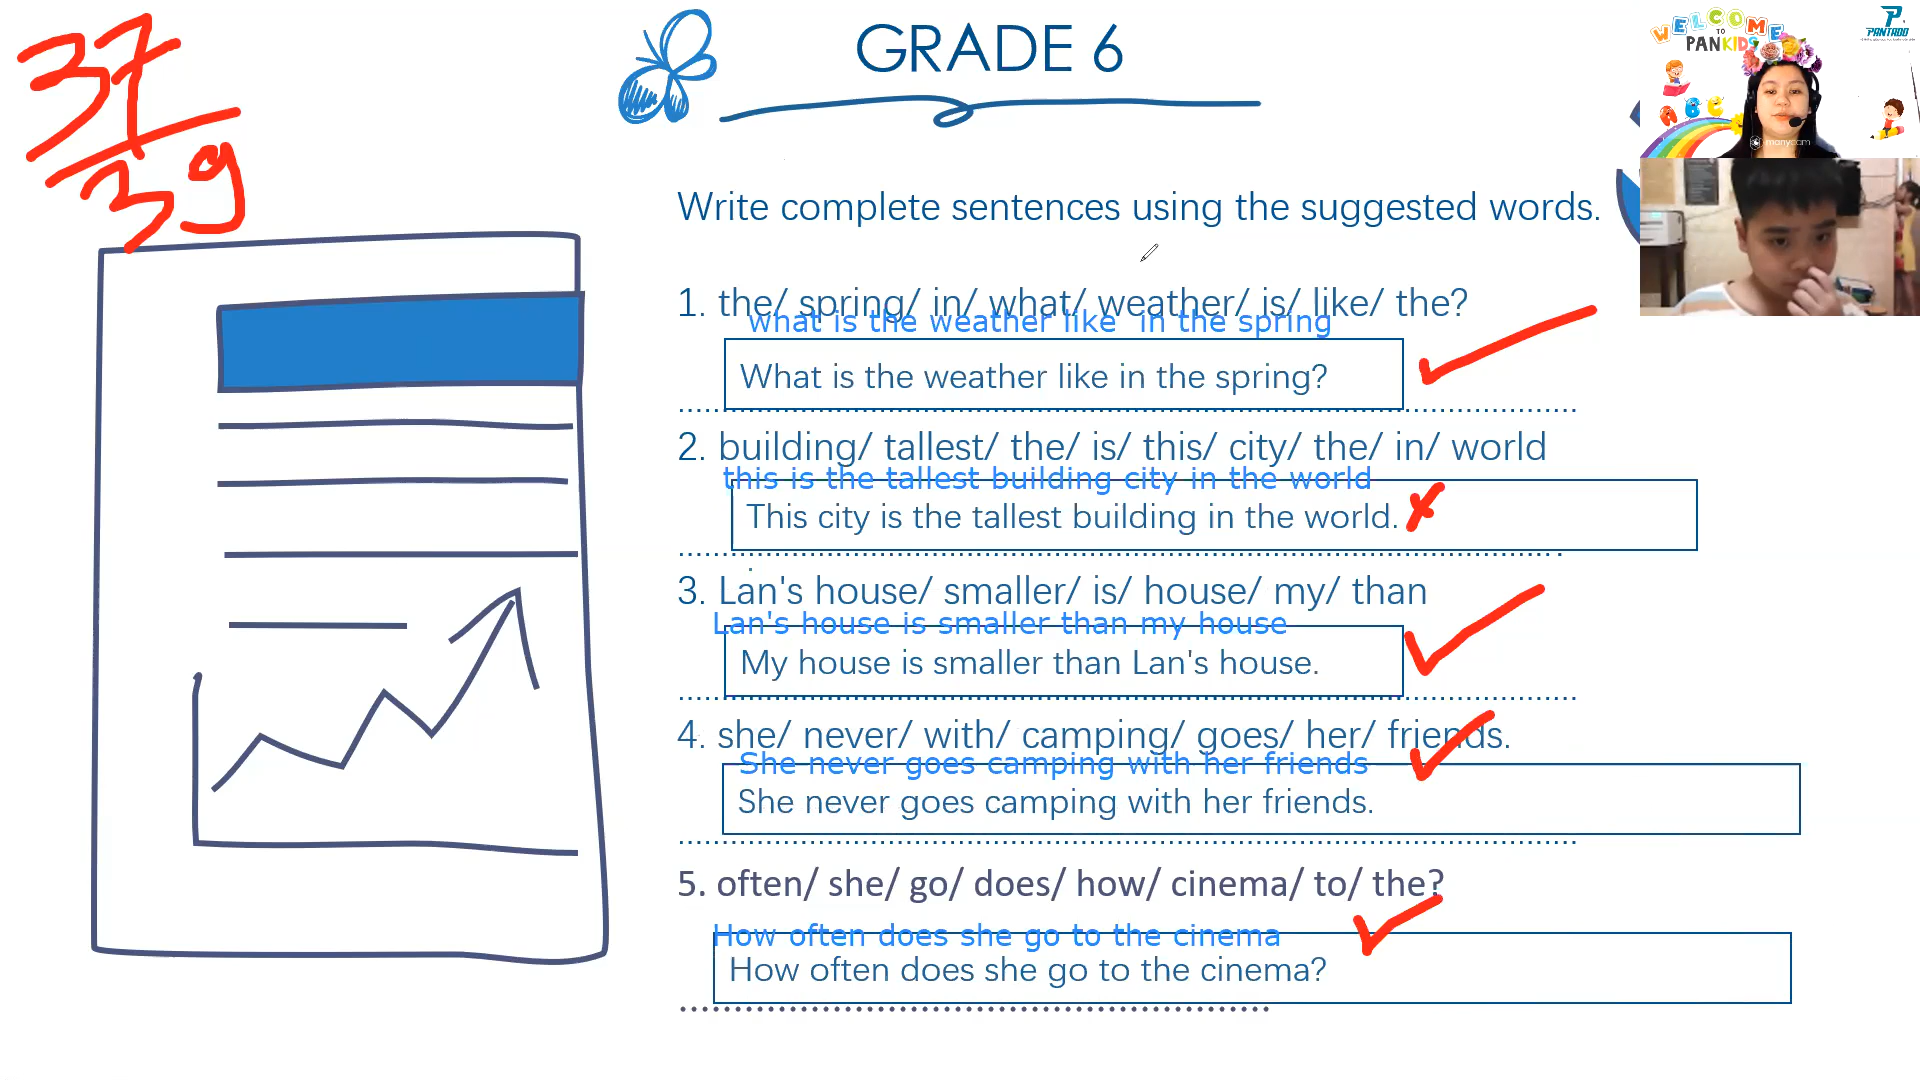 37
39
GRADE 6
WELCOME
TO
PANKIDS
ABC
PANTADO
manycam
Write complete sentences using the suggested words.
1. the/ spring/ in/ what/ weather/ is/ like/ the?
what is the weather like in the spring
What is the weather like in the spring?
2. building/ tallest/ the/ is/ this/ city/ the/ in/ world
this is the tallest building city in the world
This city is the tallest building in the world.
3. Lan's house/ smaller/ is/ house/ my/ than
Lan's house is smaller than my house
My house is smaller than Lan's house.
4. she/ never/ with/ camping/ goes/ her/ friends.
She never goes camping with her friends
She never goes camping with her friends.
5. often/ she/ go/ does/ how/ cinema/ to/ the?
How often does she go to the cinema
How often does she go to the cinema?